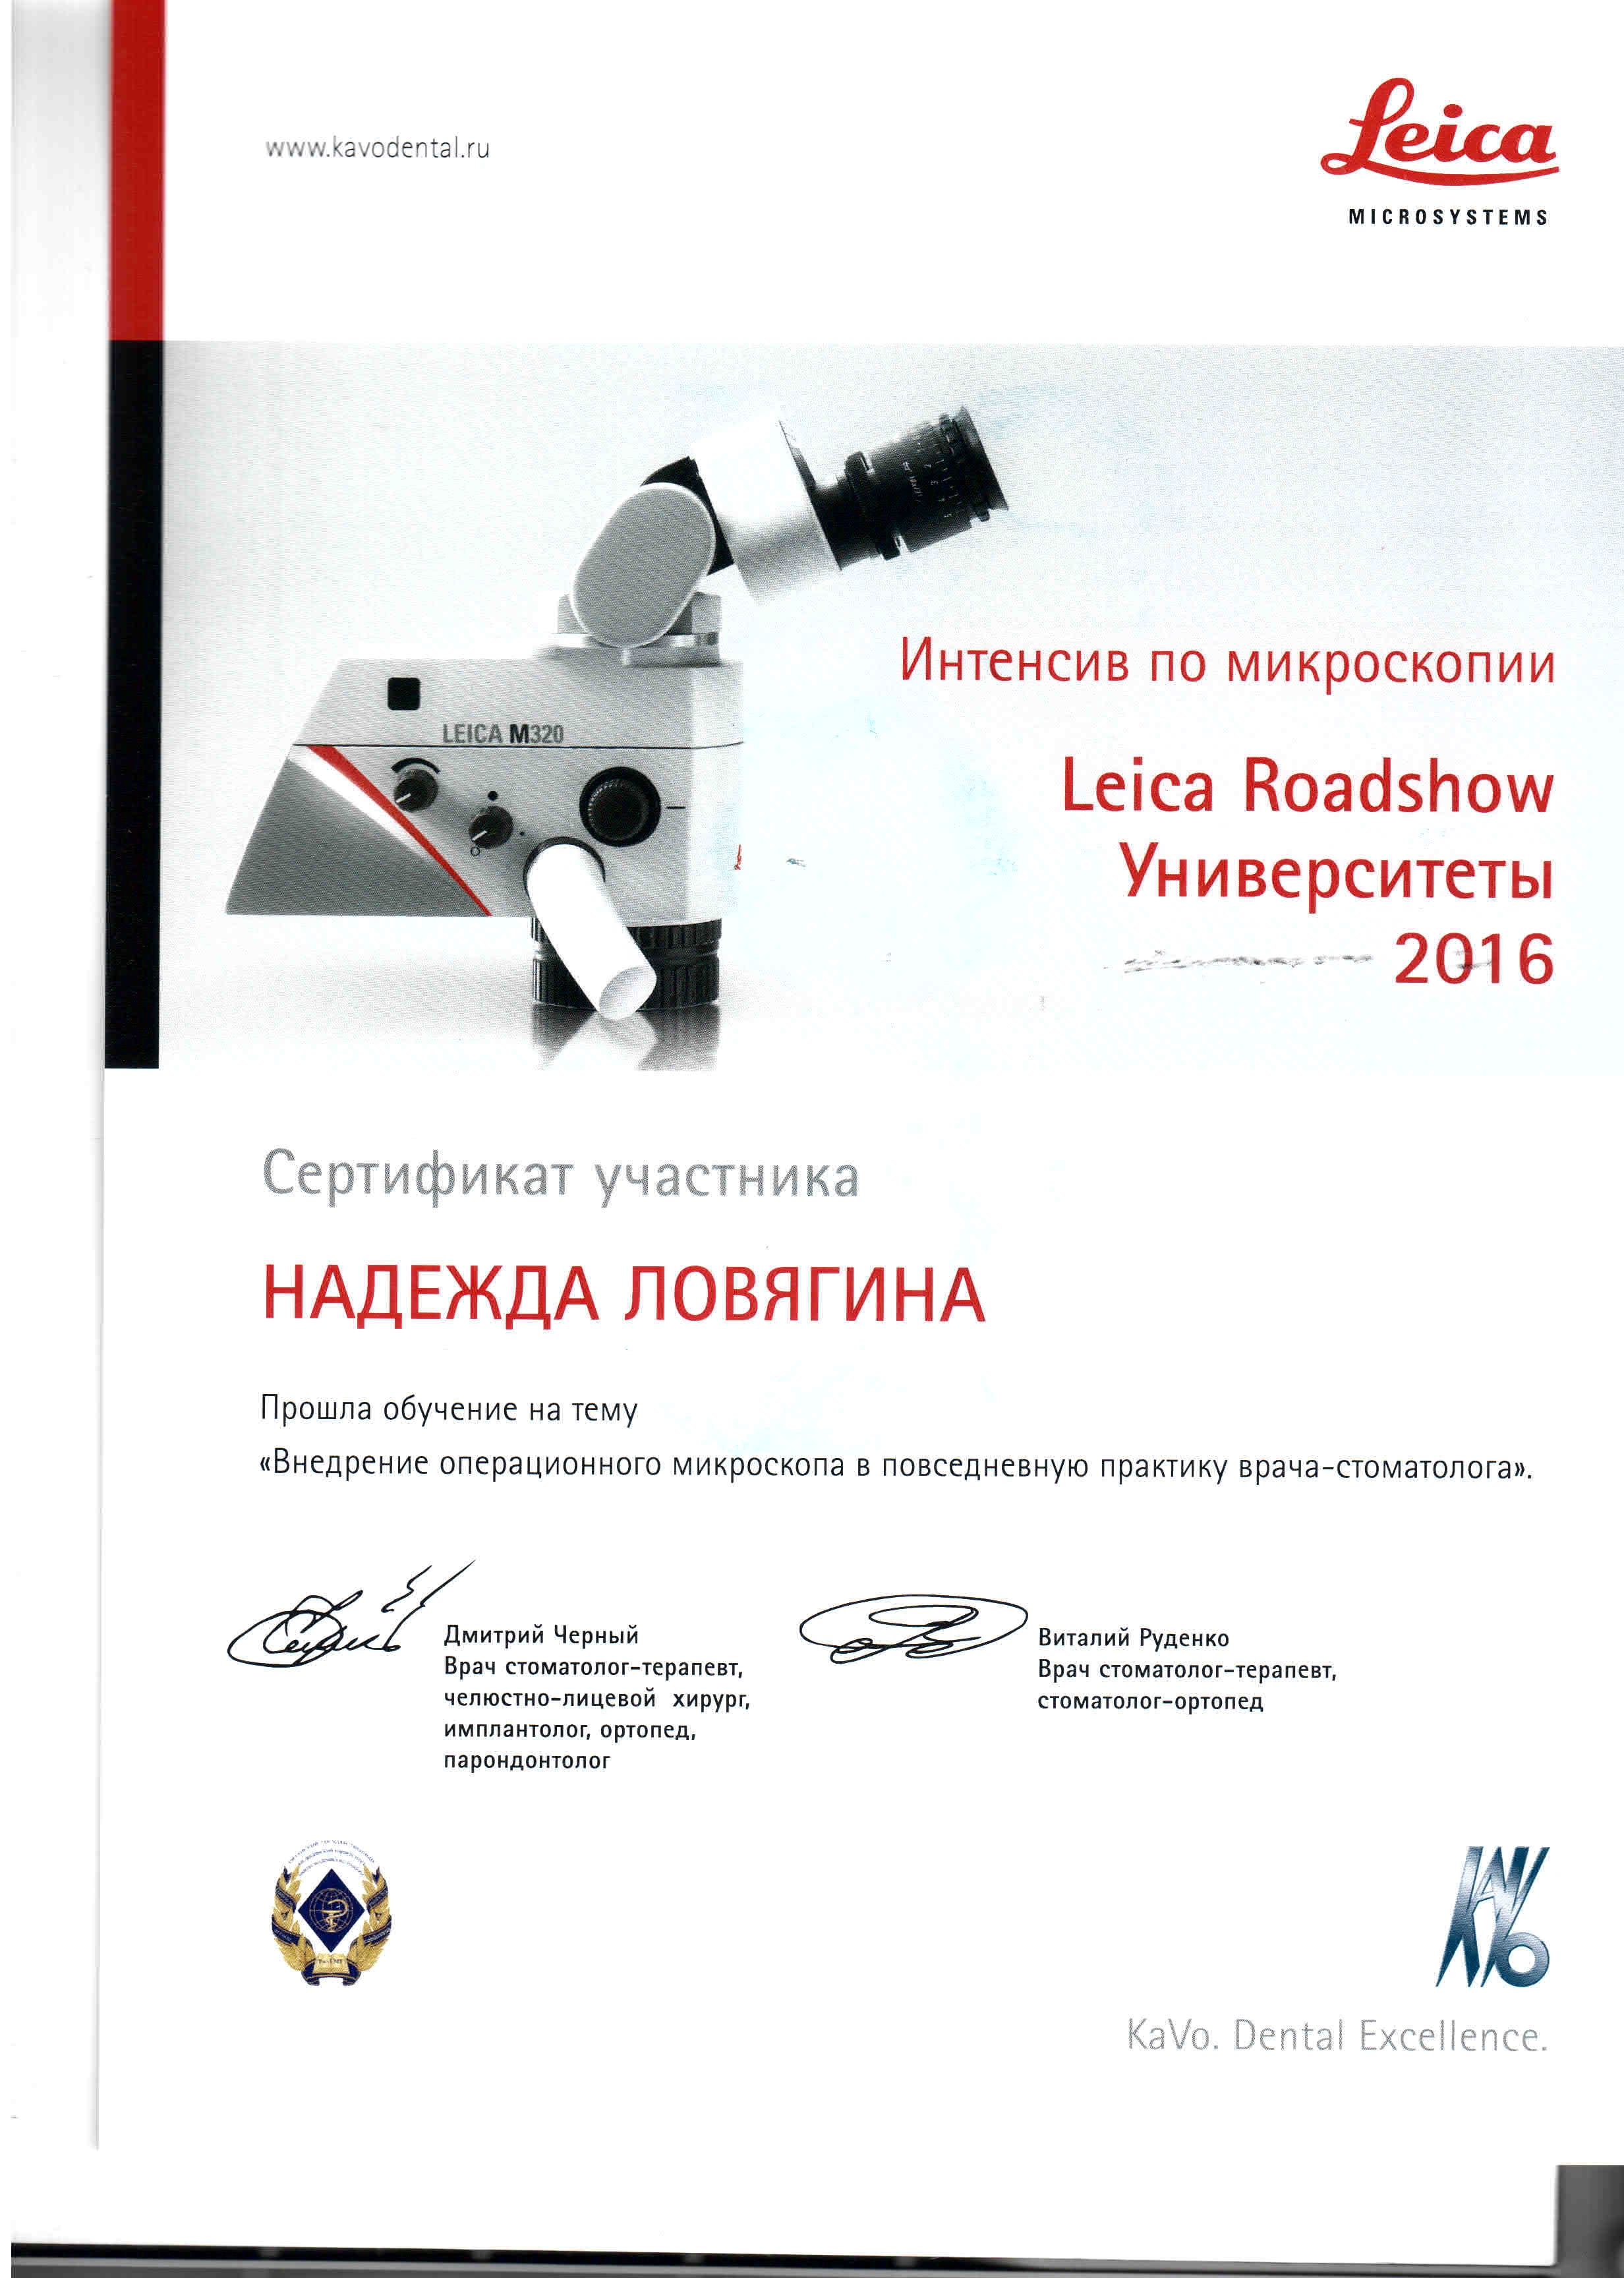 www.kavodental.ru
Leica
MICROSYSTEMS
LEICA M320
Интенсив по микроскопии
Leica Roadshow
Университеты
2016
Сертификат участника
НАДЕЖДА ЛОВЯГИНА
Прошла обучение на тему
«Внедрение операционного микроскопа в повседневную практику врача-стоматолога».
Дмитрий Черный
Врач стоматолог-терапевт,
челюстно-лицевой хирург,
имплантолог, ортопед,
парондонтолог
Виталий Руденко
Врач стоматолог-терапевт,
стоматолог-ортопед
KAVO
KaVo. Dental Excellence.